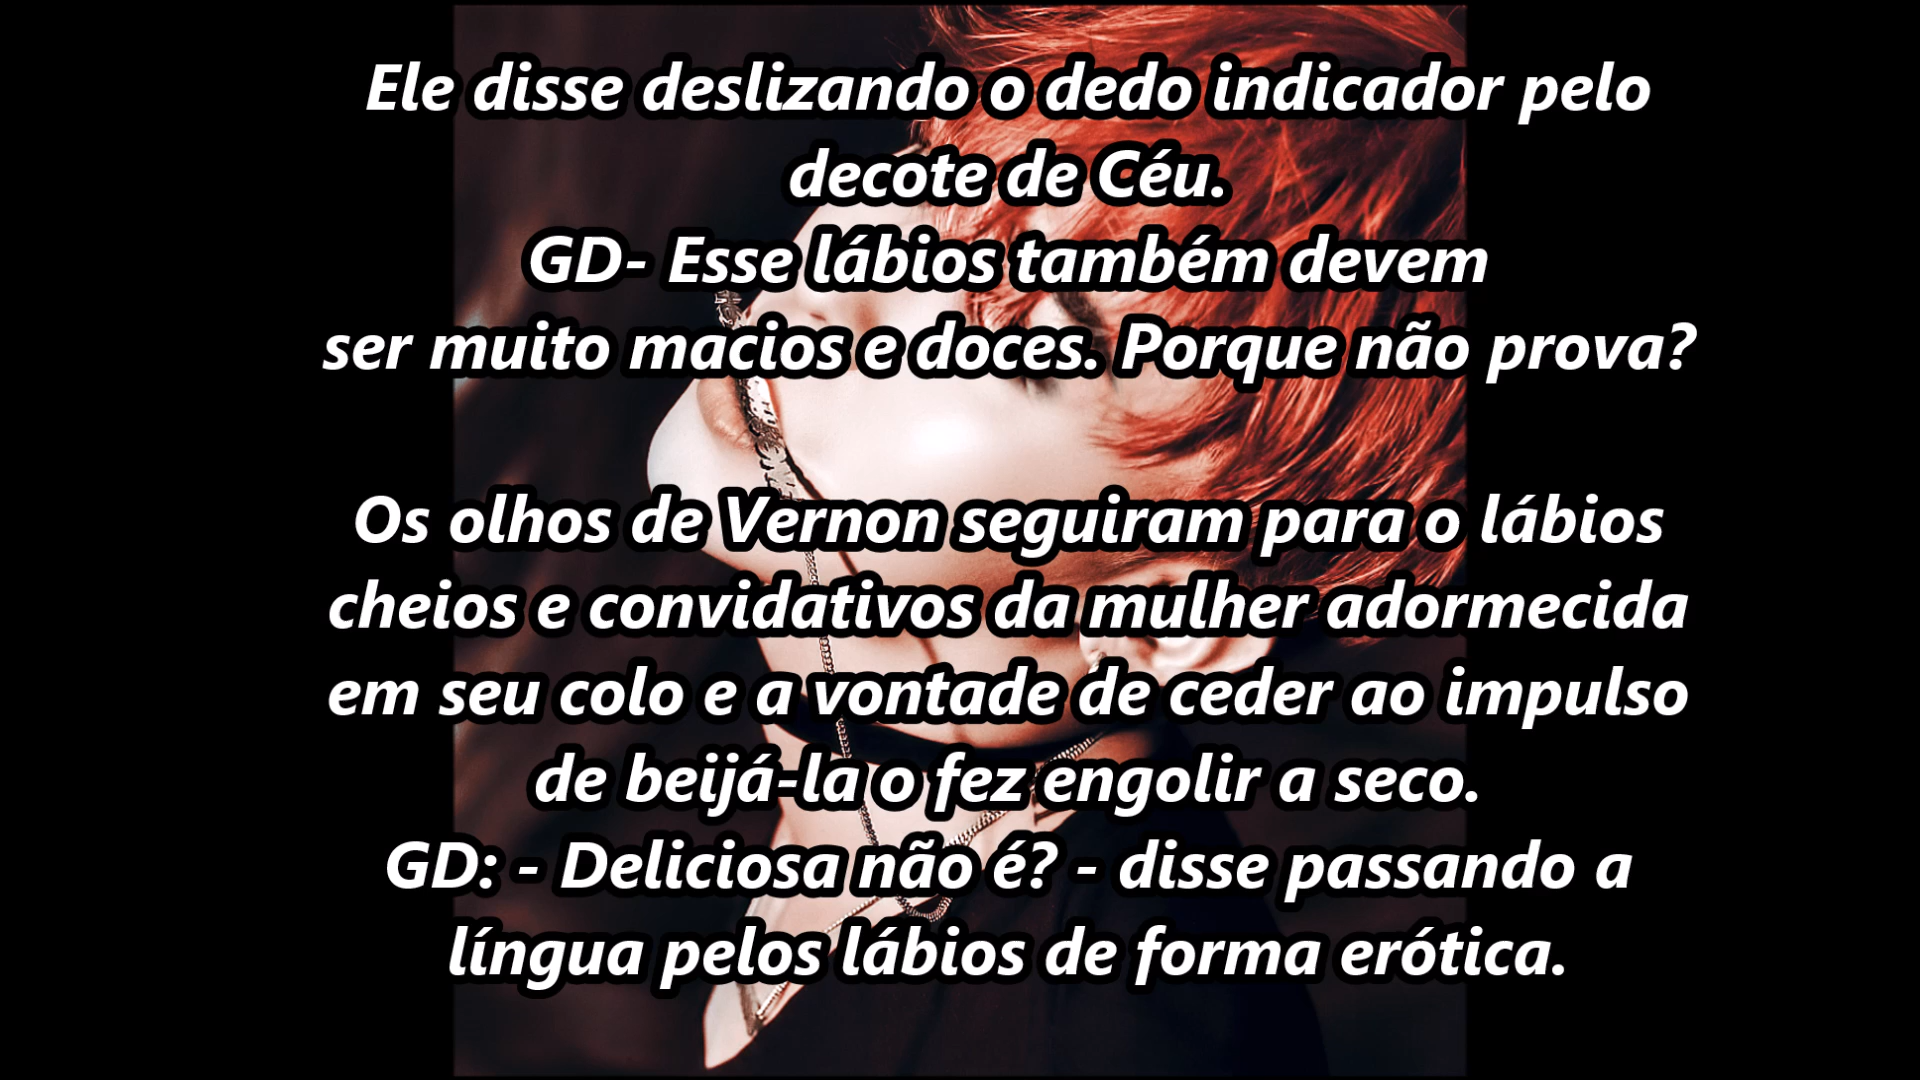 Ele disse deslizando o dedo indicador pelo
decote de Céu.
GD- Esse lábios também devem
ser muito macios e doces. Porque não prova?
Os olhos de Vernon seguiram para o lábios
cheios e convidativos da mulher adormecida
em seu colo e a vontade de ceder ao impulso
de beijá-la o fez engolir a seco.
GD: - Deliciosa não é? - disse passando a
língua pelos lábios de forma erótica.